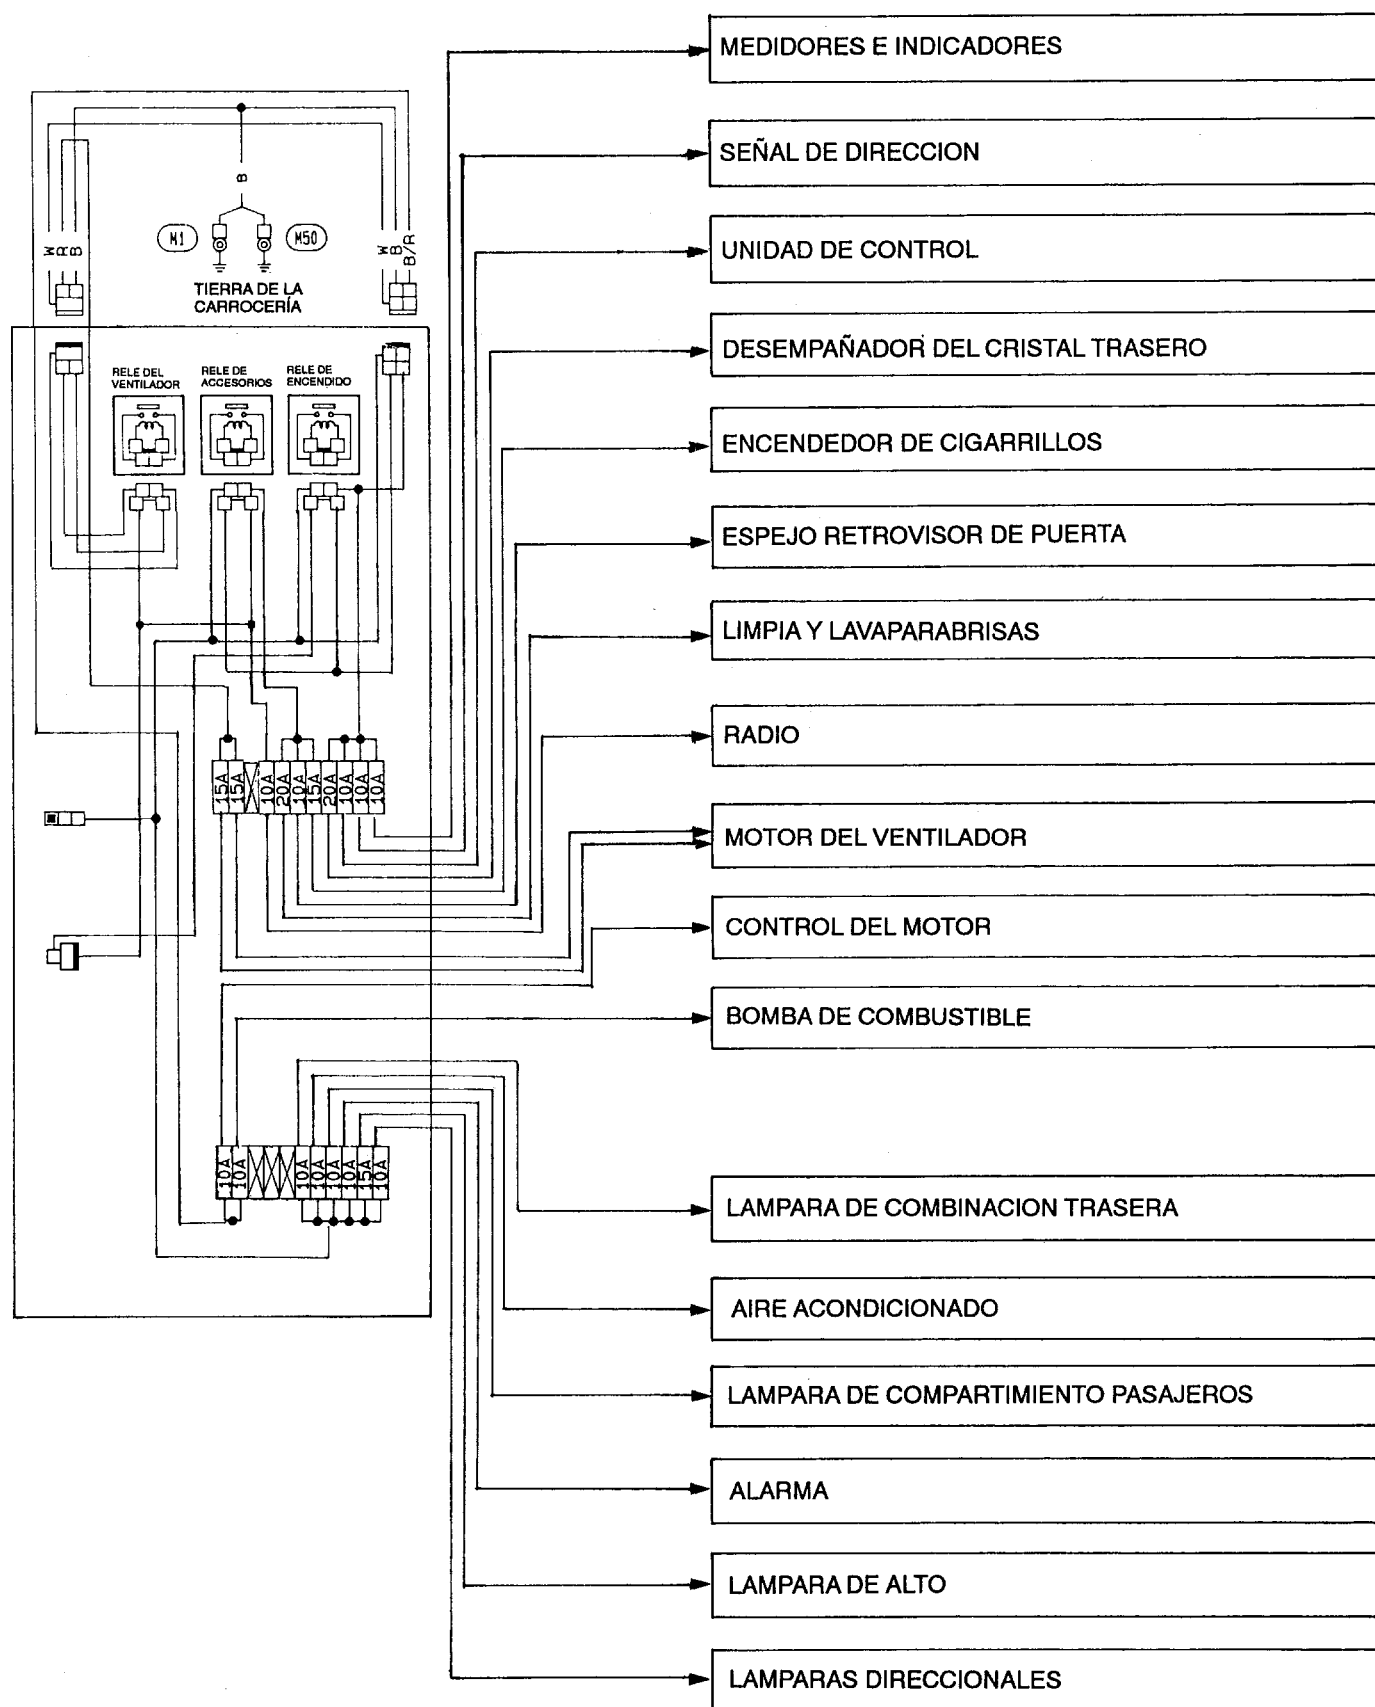 MEDIDORES E INDICADORES
SEÑAL DE DIRECCION
UNIDAD DE CONTROL
DESEMPAÑADOR DEL CRISTAL TRASERO
ENCENDEDOR DE CIGARRILLOS
ESPEJO RETROVISOR DE PUERTA
LIMPIA Y LAVAPARABRISAS
RADIO
MOTOR DEL VENTILADOR
CONTROL DEL MOTOR
BOMBA DE COMBUSTIBLE
LAMPARA DE COMBINACION TRASERA
AIRE ACONDICIONADO
LAMPARA DE COMPARTIMIENTO PASAJEROS
ALARMA
LAMPARA DE ALTO
LAMPARAS DIRECCIONALES
B
M1
M50
W
R
B
W
B
B/R
TIERRA DE LA
CARROCERÍA
RELE DEL
VENTILADOR
RELE DE
ACCESORIOS
RELE DE
ENCENDIDO
15A
15A
10A
20A
10A
15A
20A
10A
10A
10A
10A
10A
10A
10A
10A
10A
15A
10A